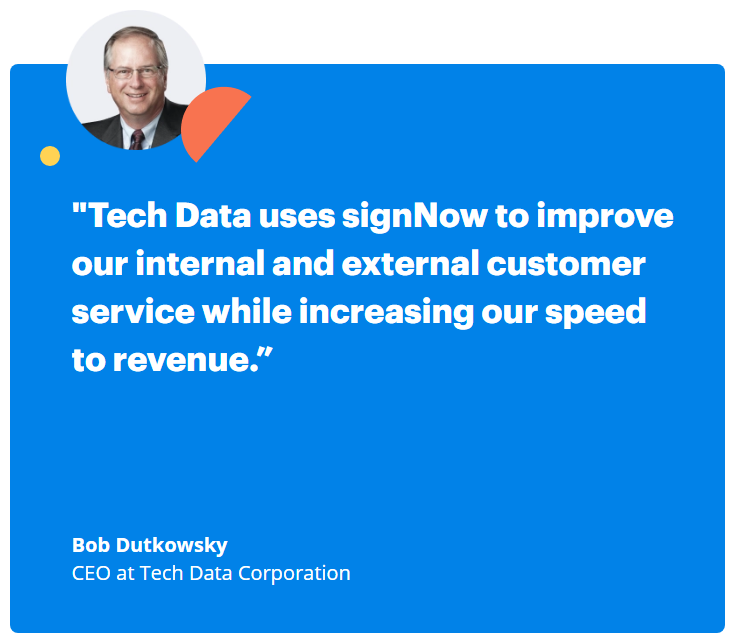 "Tech Data uses signNow to improve
our internal and external customer
service while increasing our speed
to revenue.”
Bob Dutkowsky
CEO at Tech Data Corporation